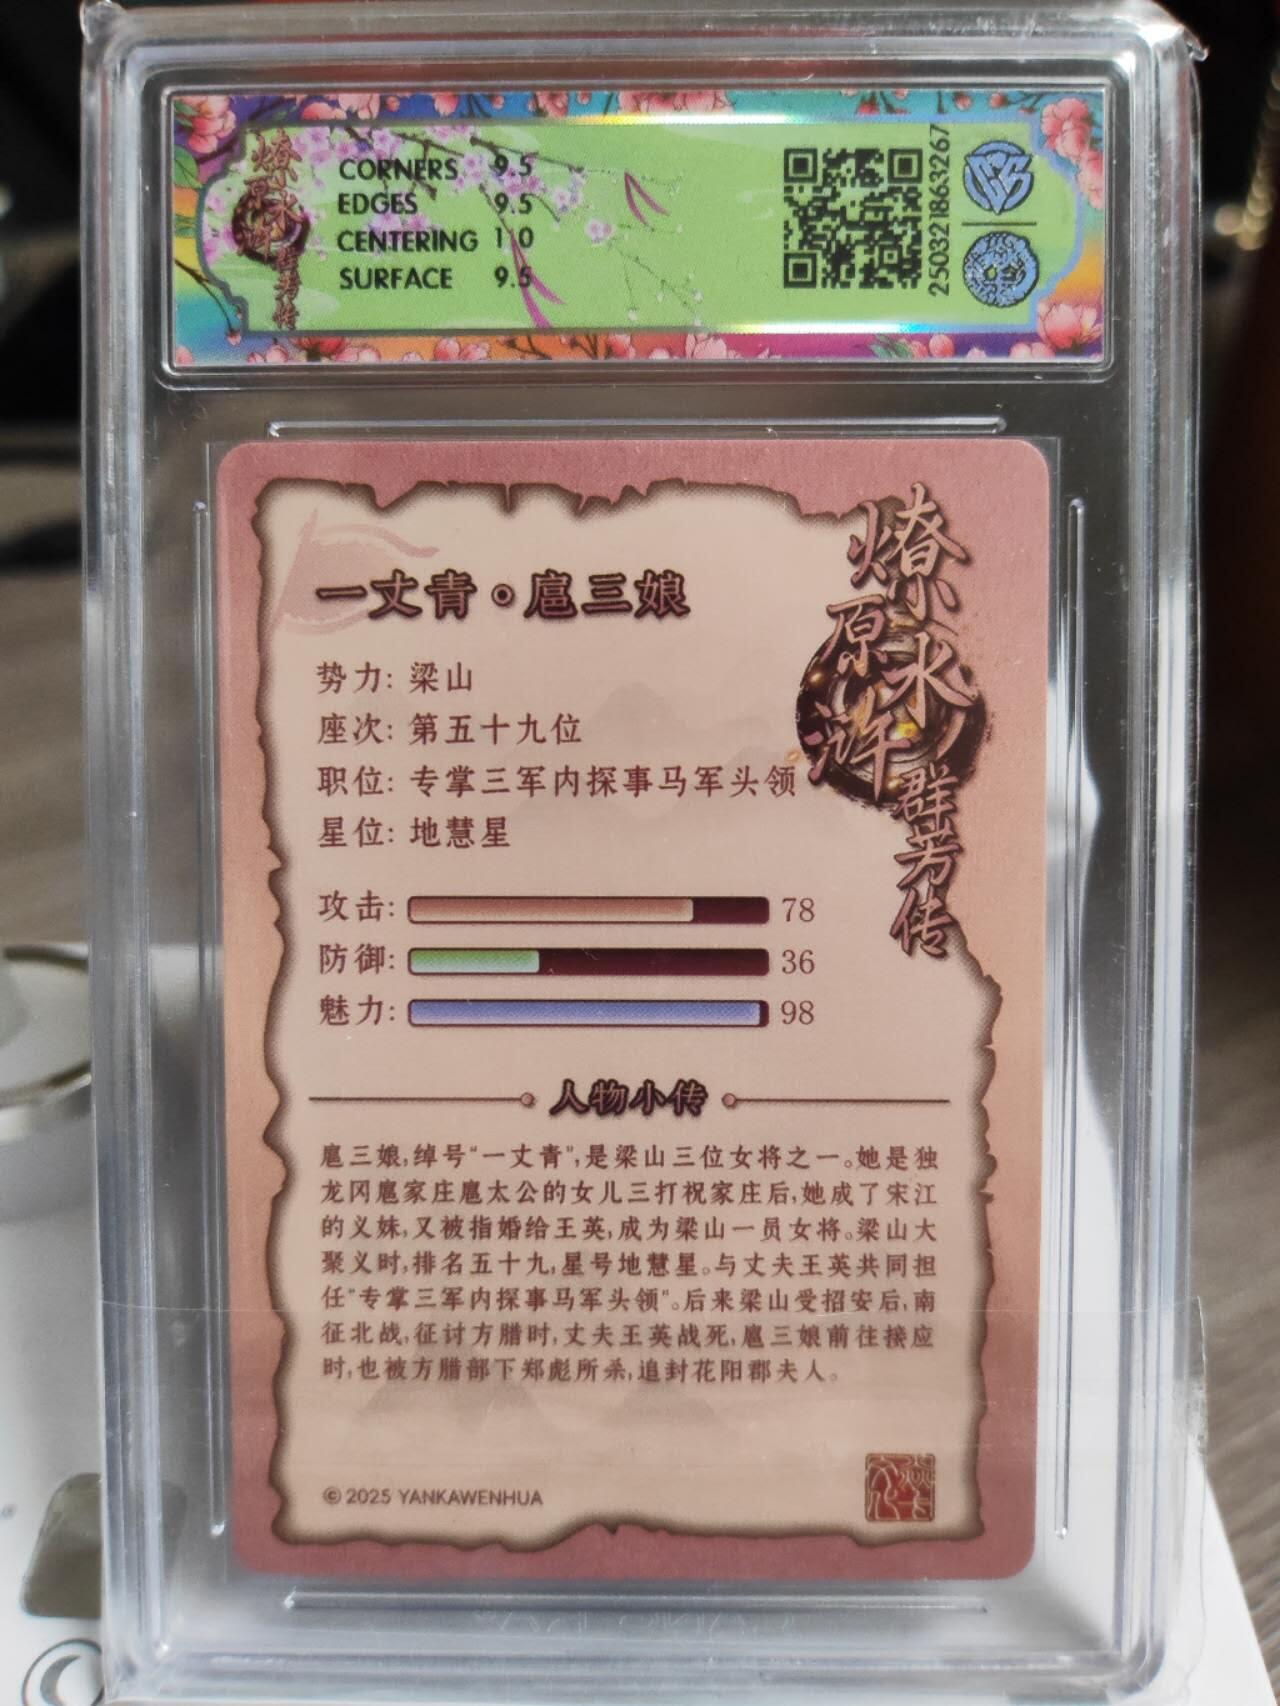 燎原水浒群芳传
CORNERS 9.5
EDGES 9.5
CENTERING 10
SURFACE 9.5
2503218632267
一丈青·扈三娘
燎原水浒群芳传
势力: 梁山
座次: 第五十九位
职位: 专掌三军内探事马军头领
星位: 地慧星
攻击: 78
防御: 36
魅力: 98
人物小传
扈三娘,绰号“一丈青”,是梁山三位女将之一。她是独
龙冈扈家庄扈太公的女儿三打祝家庄后,她成了宋江
的义妹,又被指婚给王英,成为梁山一员女将。梁山大
聚义时,排名五十九,星号地慧星。与丈夫王英共同担
任“专掌三军内探事马军头领”。后来梁山受招安后,南
征北战,征讨方腊时,丈夫王英战死,扈三娘前往接应
时,也被方腊部下郑彪所杀,追封花阳郡夫人。
© 2025 YANKAWENHUA